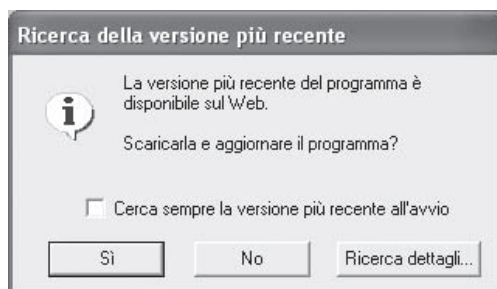 Ricerca della versione più recente
La versione più recente del programma è
disponibile sul Web.
Scaricarla e aggiornare il programma?
Cerca sempre la versione più recente all'avvio
Sì
No
Ricerca dettagli...